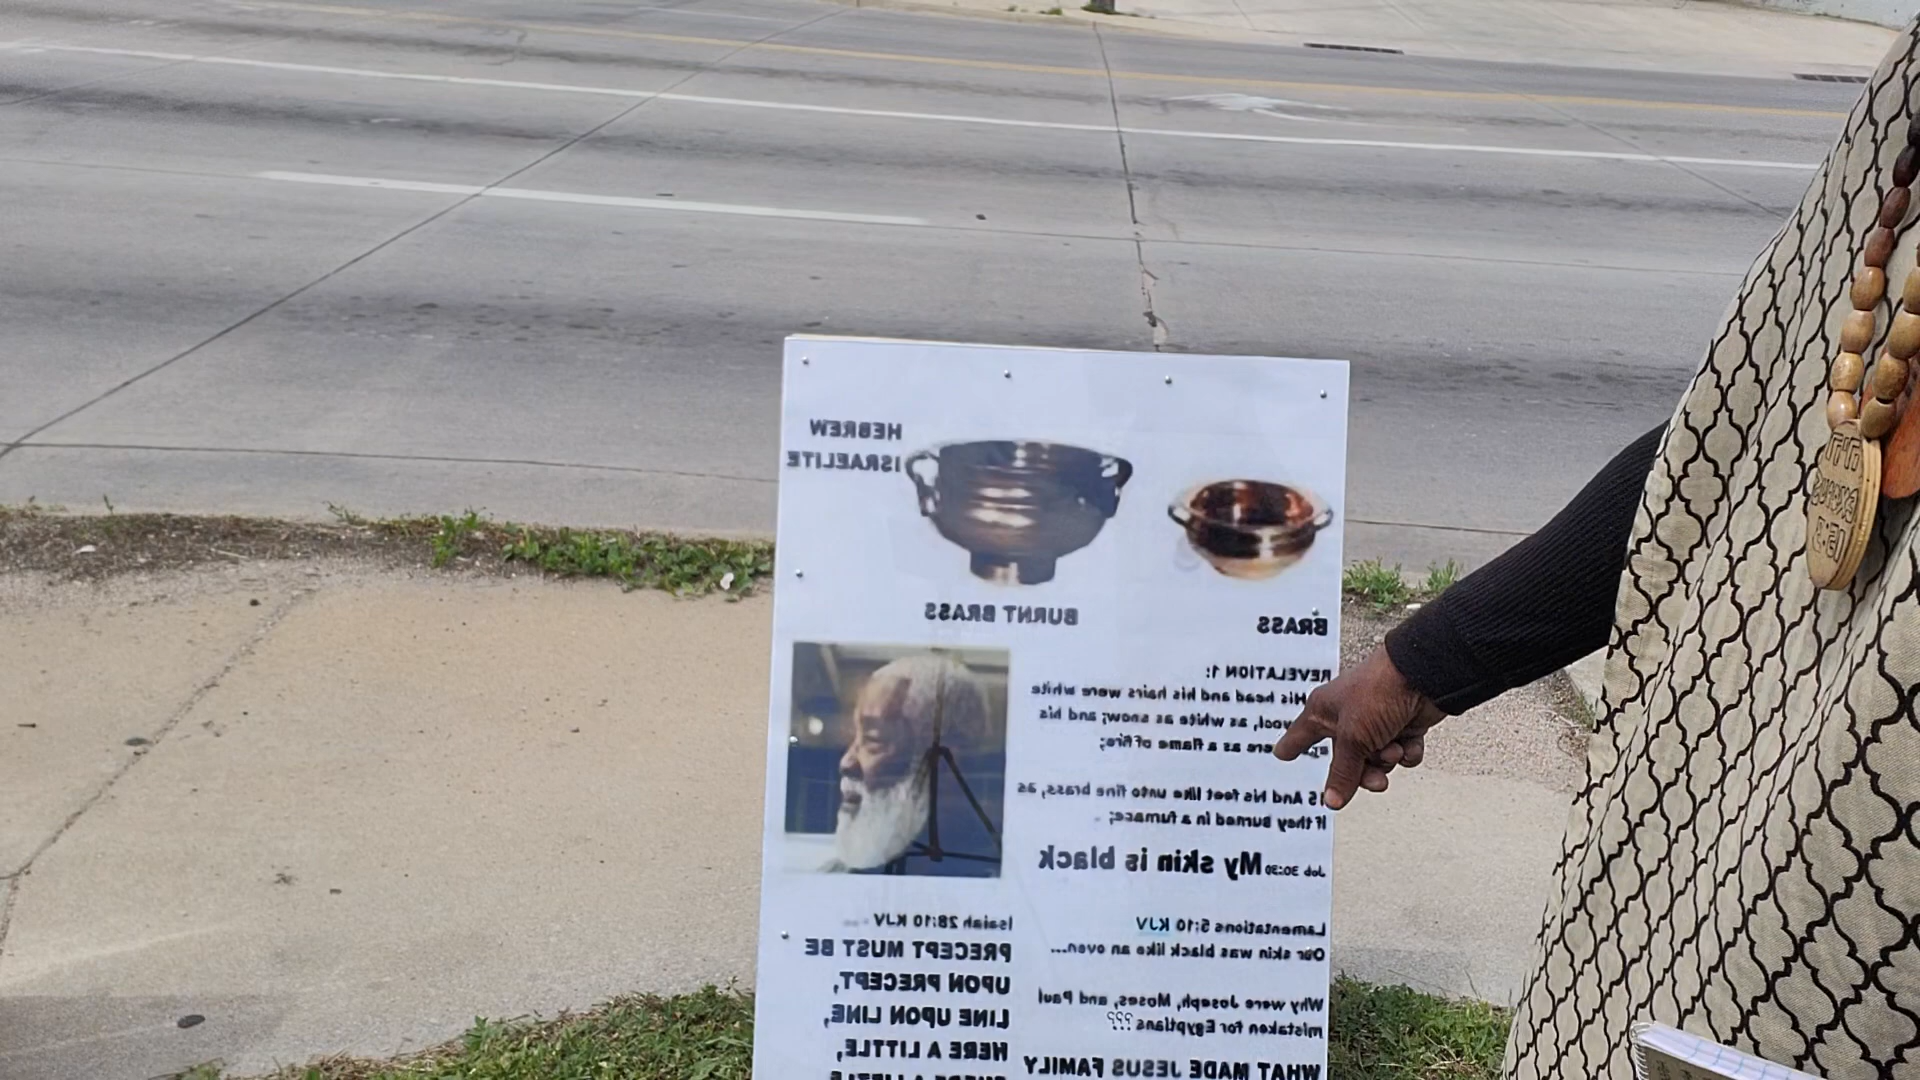 HEBREW
ISRAELITE
BURNT BRASS
BRASS
REVELATION 1:
His head and his hairs were white
wool, as white as snow; and his
were as a flame of fire;
15 And his feet like unto fine brass, as
if they burned in a furnace;
Job 30:30 My skin is black
Lamentations 5:10 KJV
Our skin was black like an oven...
Why were Joseph, Moses, and Paul
mistaken for Egyptians???
WHAT MADE JESUS FAMILY
Isaiah 28:10 KJV
PRECEPT MUST BE
UPON PRECEPT,
LINE UPON LINE,
HERE A LITTLE,
EXODUS
15:3